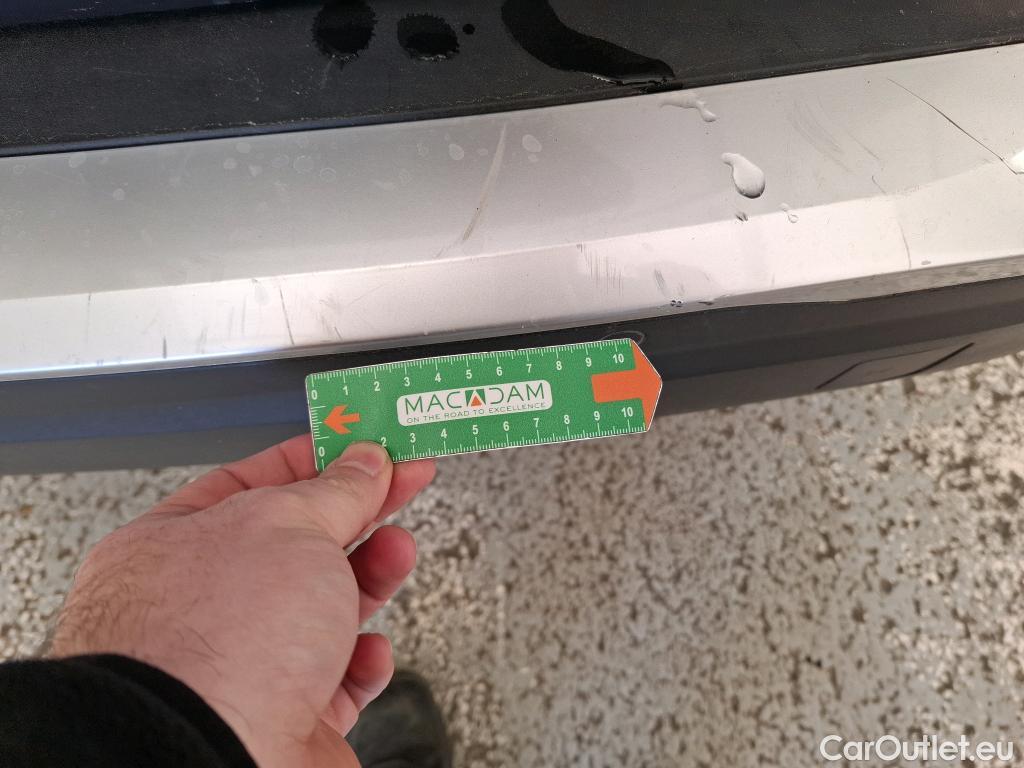 0 1 2 3 4 5 6 7 8 9 10
MACADAM
ON THE ROAD TO EXCELLENCE
0 2 3 4 5 6 7 8 9 10
CarOutlet.eu